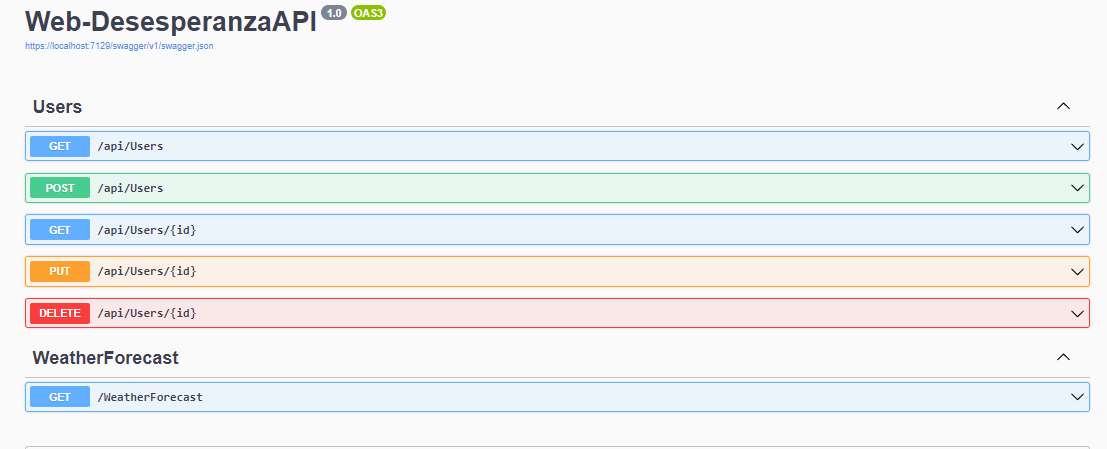 Web-DesesperanzaAPI 1.0 OAS3
https://localhost:7129/swagger/v1/swagger.json
Users
GET /api/Users
POST /api/Users
GET /api/Users/{id}
PUT /api/Users/{id}
DELETE /api/Users/{id}
WeatherForecast
GET /WeatherForecast